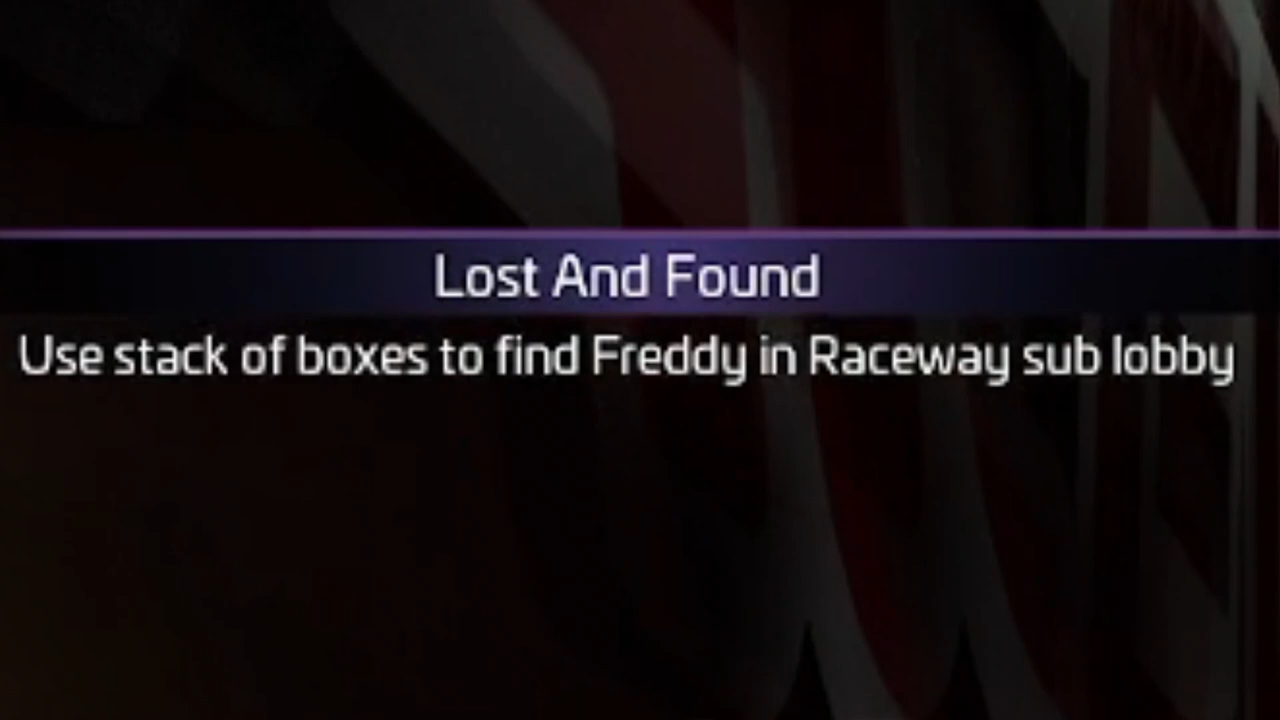 Lost And Found
Use stack of boxes to find Freddy in Raceway sub lobby